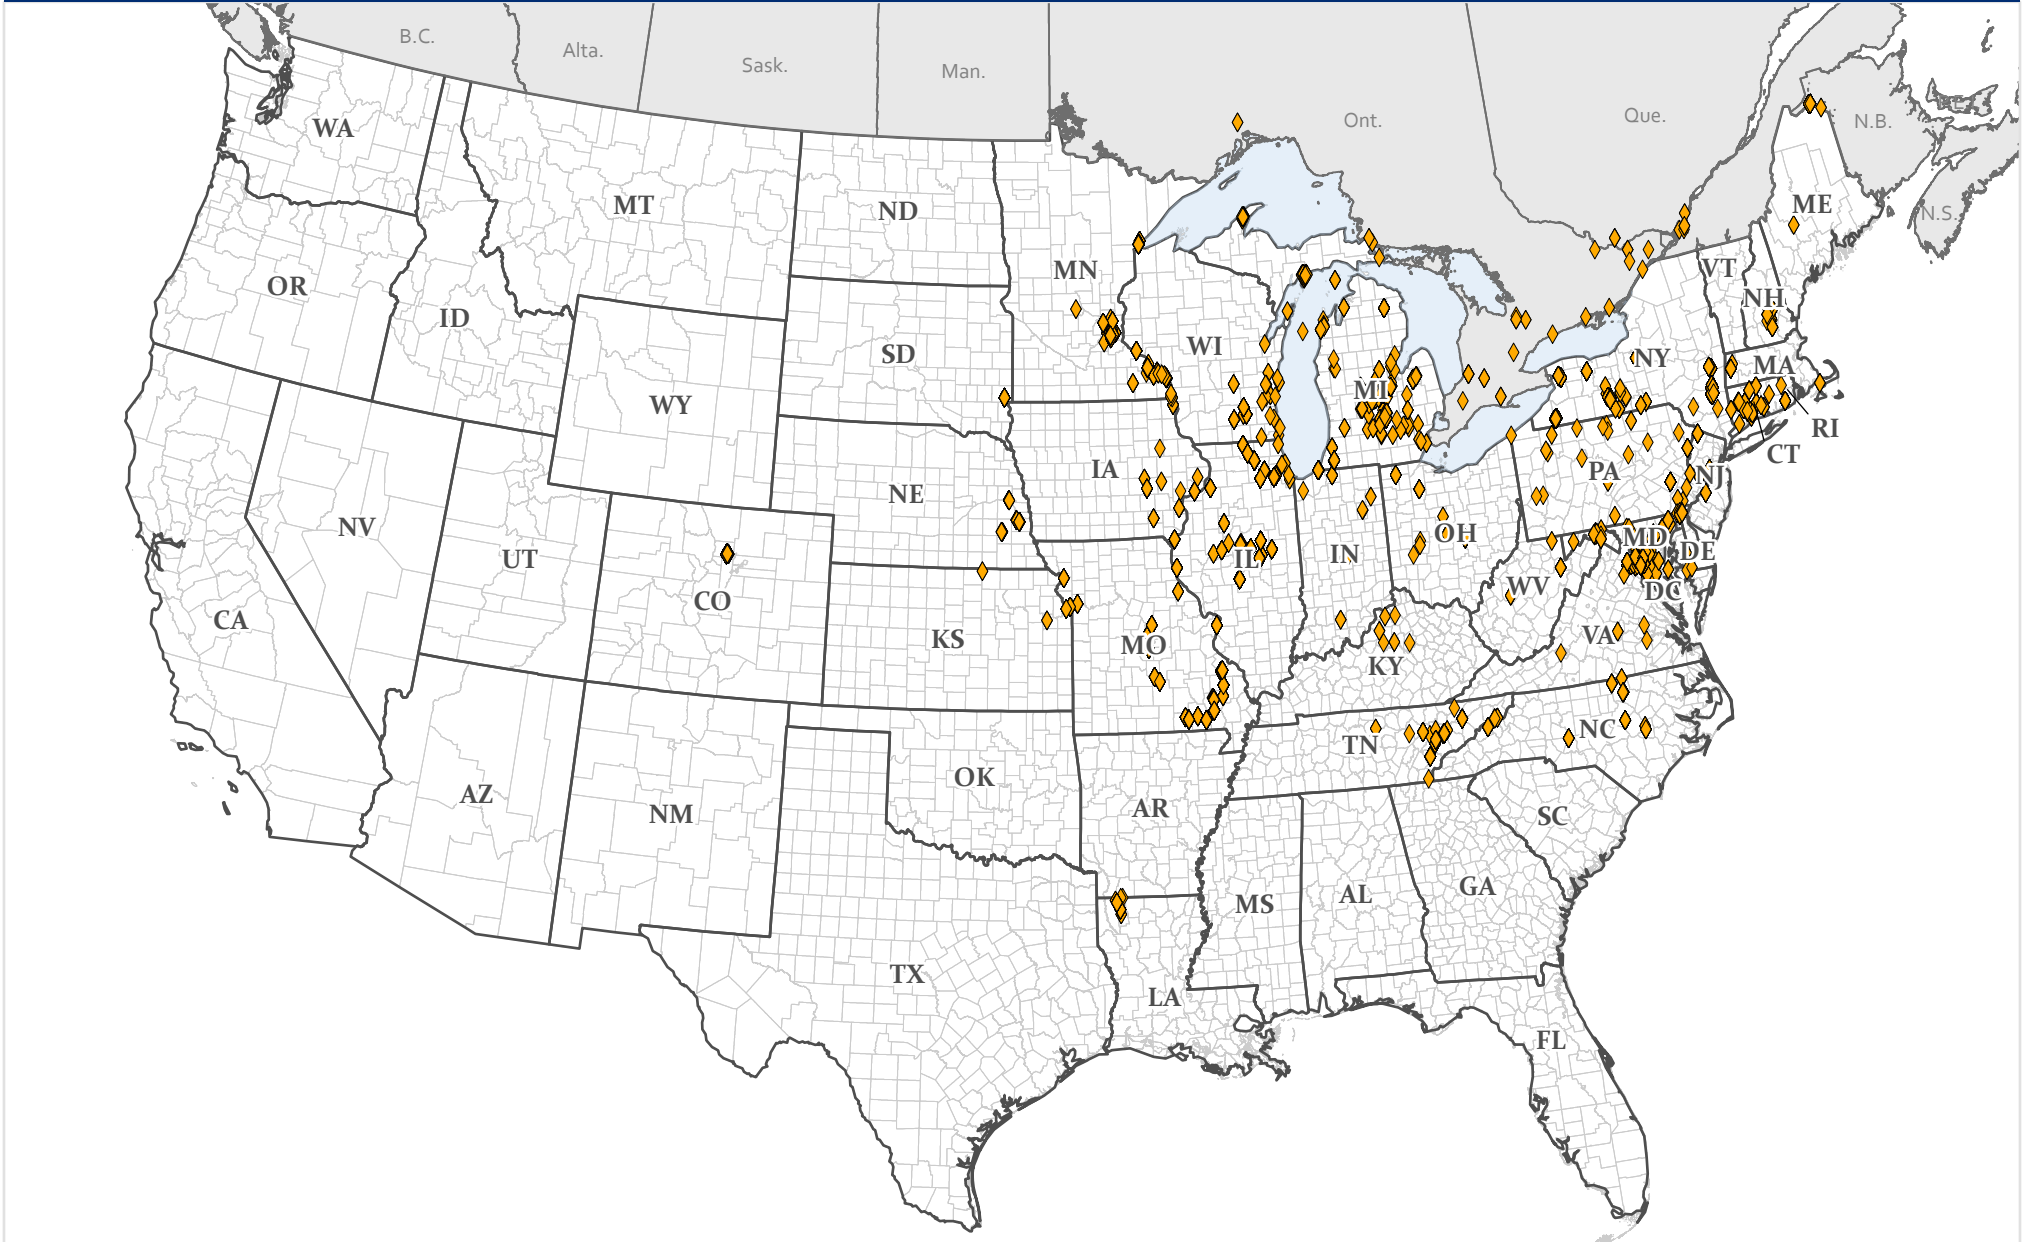 B.C.
Alta.
Sask.
Man.
Ont.
Que.
N.B.
N.S.
WA
MT
ND
MN
ME
OR
ID
SD
WI
MI
NY
VT
NH
MA
RI
CT
WY
NE
IA
PA
NJ
NV
UT
CO
IL
IN
OH
MD
DE
DC
WV
CA
KS
MO
KY
VA
AZ
NM
OK
AR
TN
NC
SC
TX
LA
MS
AL
GA
FL